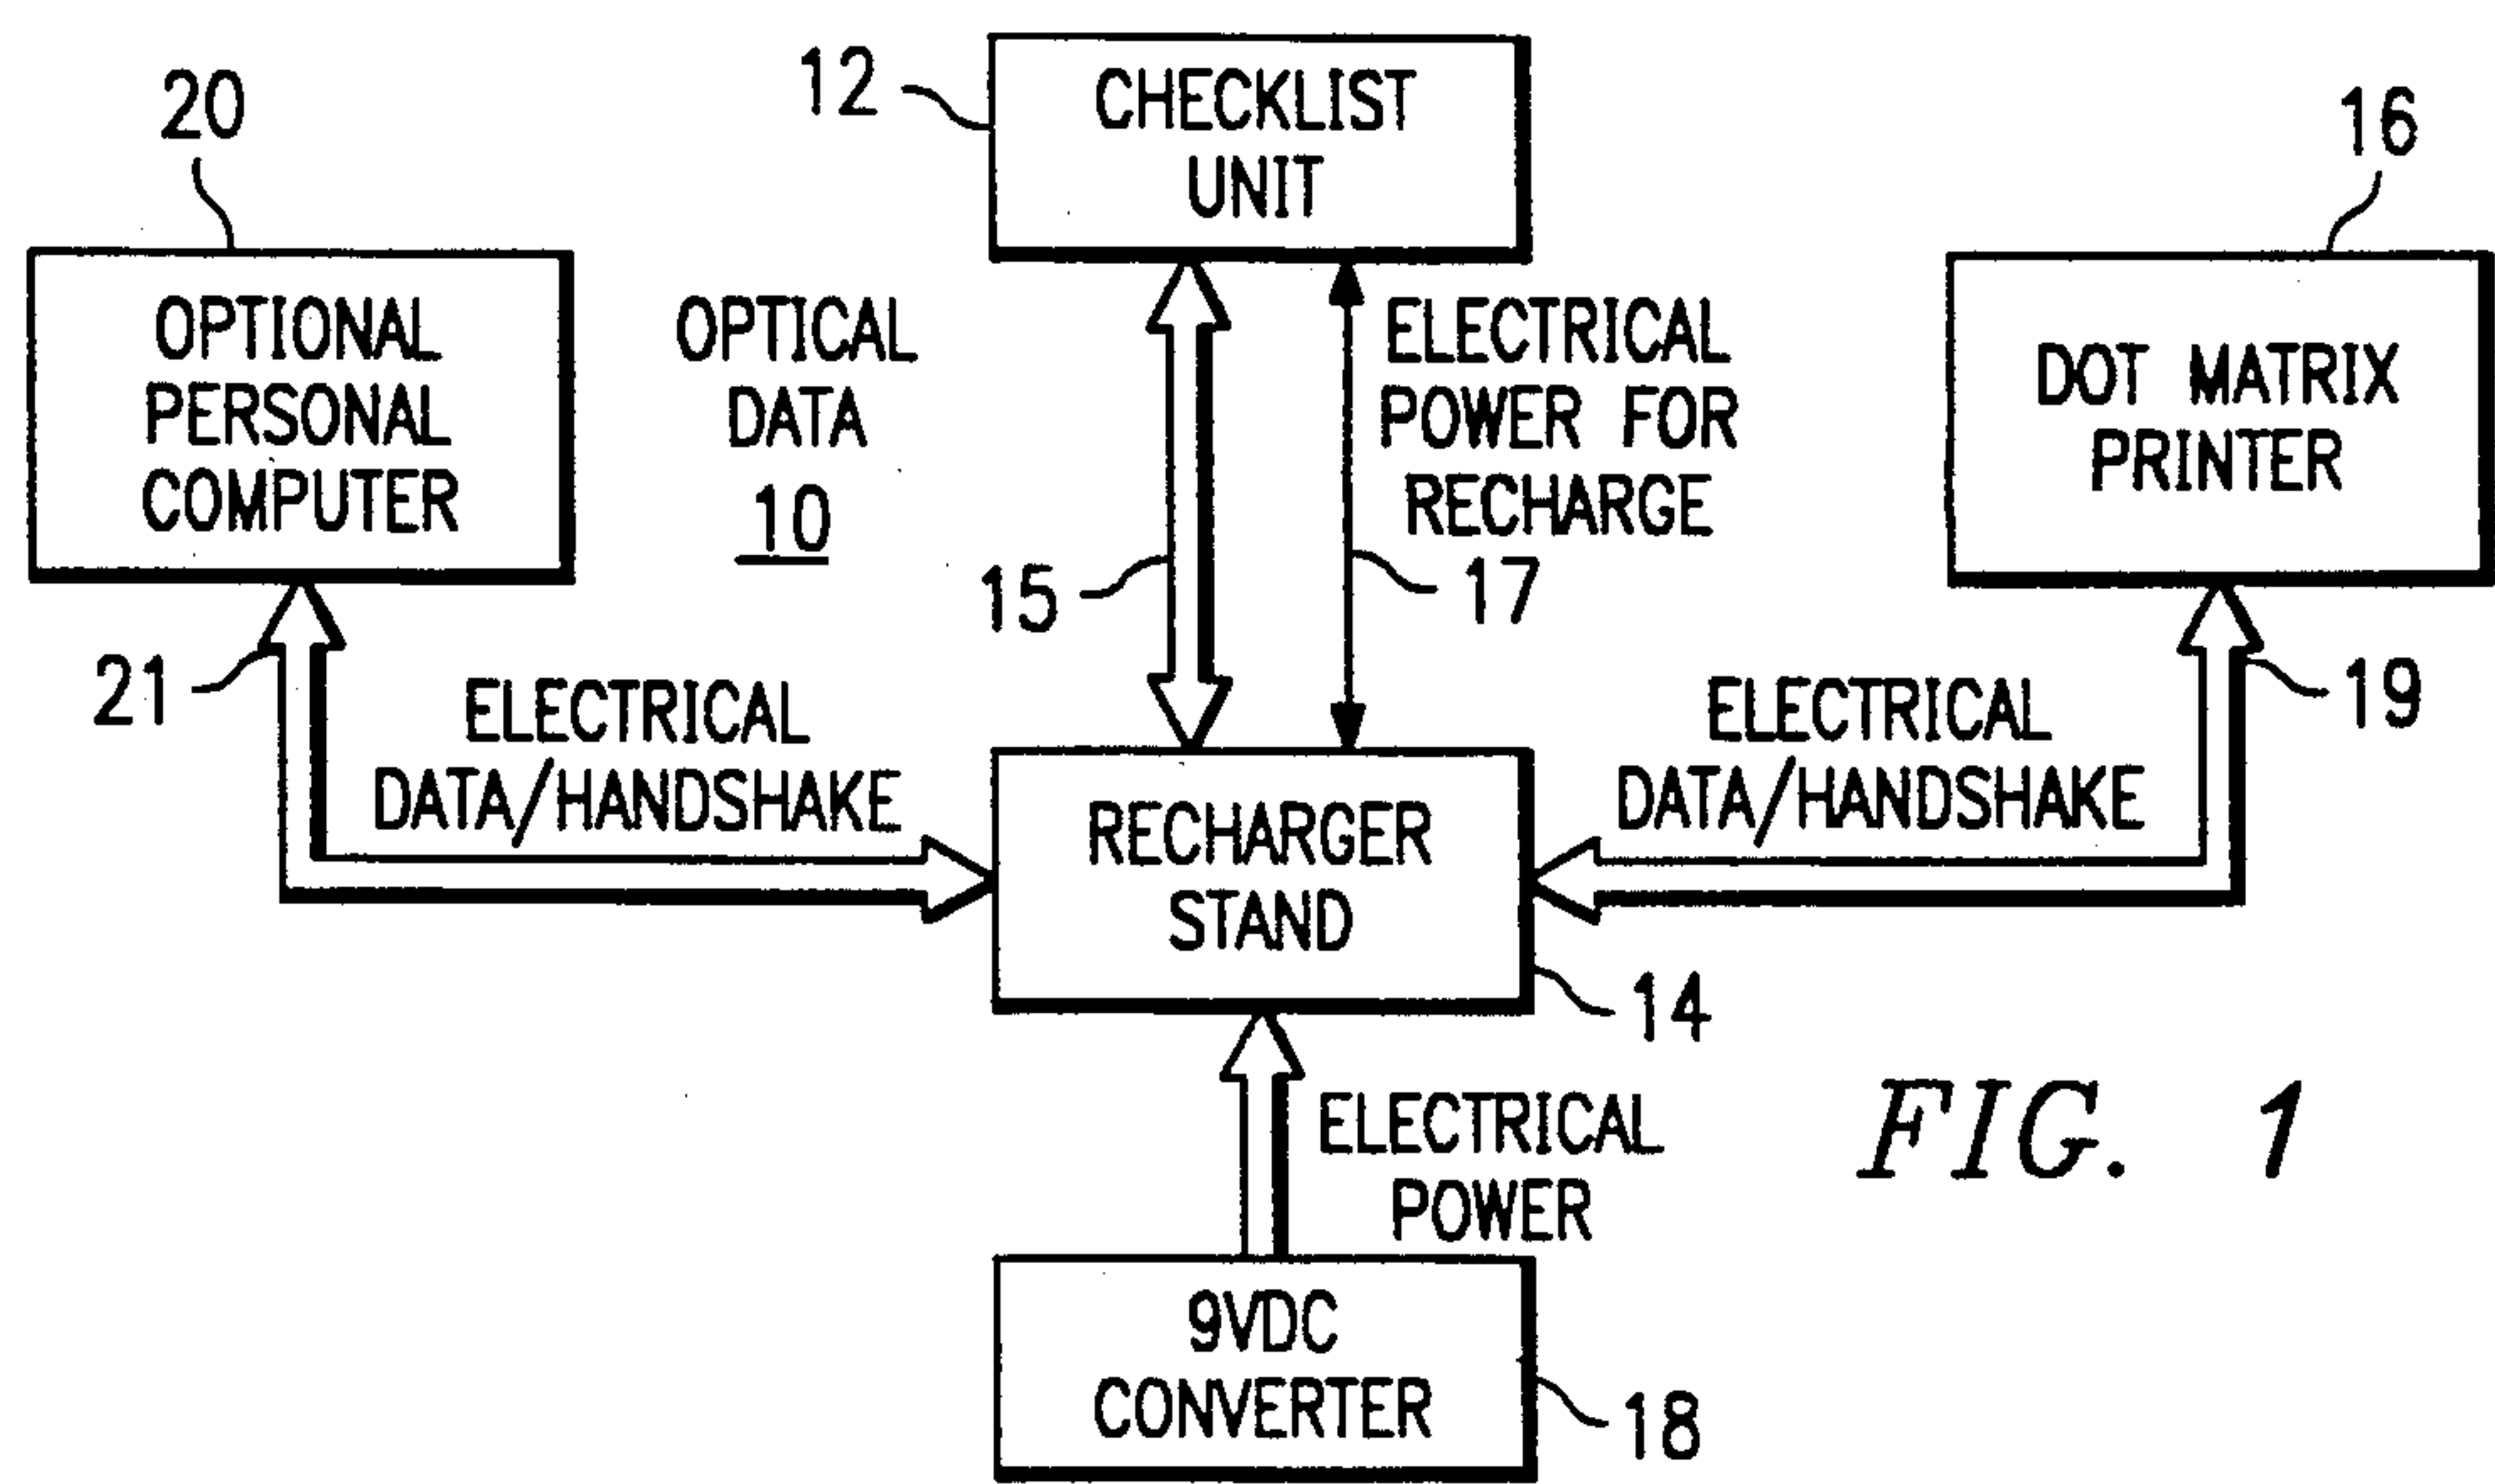 12
CHECKLIST
UNIT
20
16
OPTIONAL
PERSONAL
COMPUTER
OPTICAL
DATA
10
ELECTRICAL
POWER FOR
RECHARGE
DOT MATRIX
PRINTER
15
17
21
ELECTRICAL
DATA/HANDSHAKE
ELECTRICAL
DATA/HANDSHAKE
19
RECHARGER
STAND
14
ELECTRICAL
POWER
FIG. 1
9VDC
CONVERTER
18